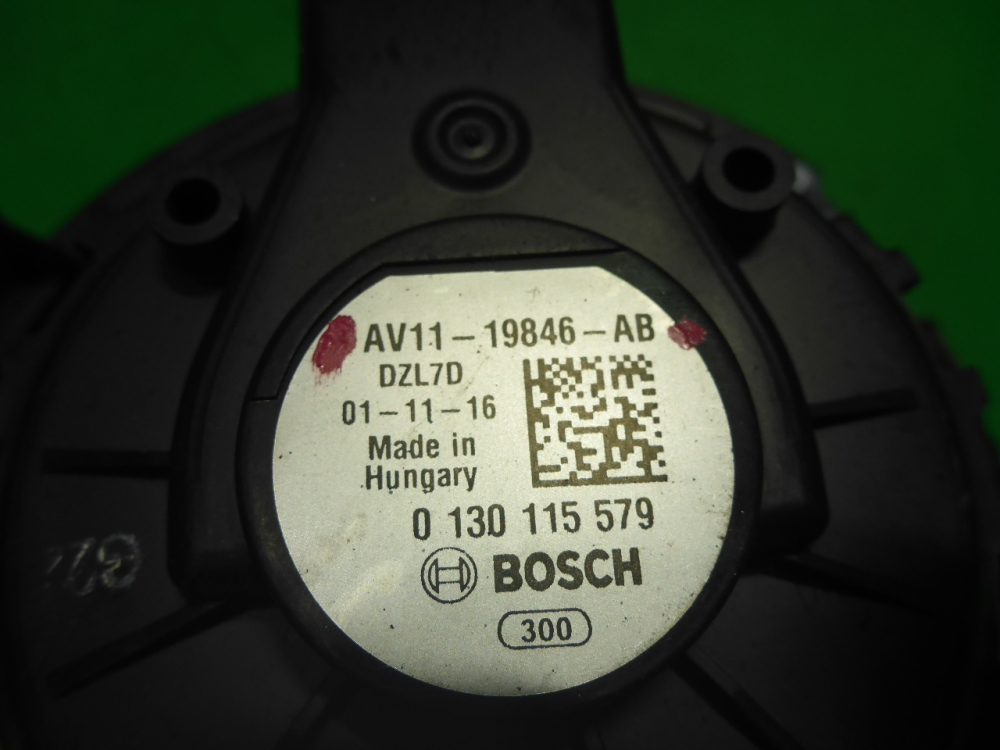 AV11-19846-AB
DZL7D
01-11-16
Made in
Hungary
0 130 115 579
BOSCH
300